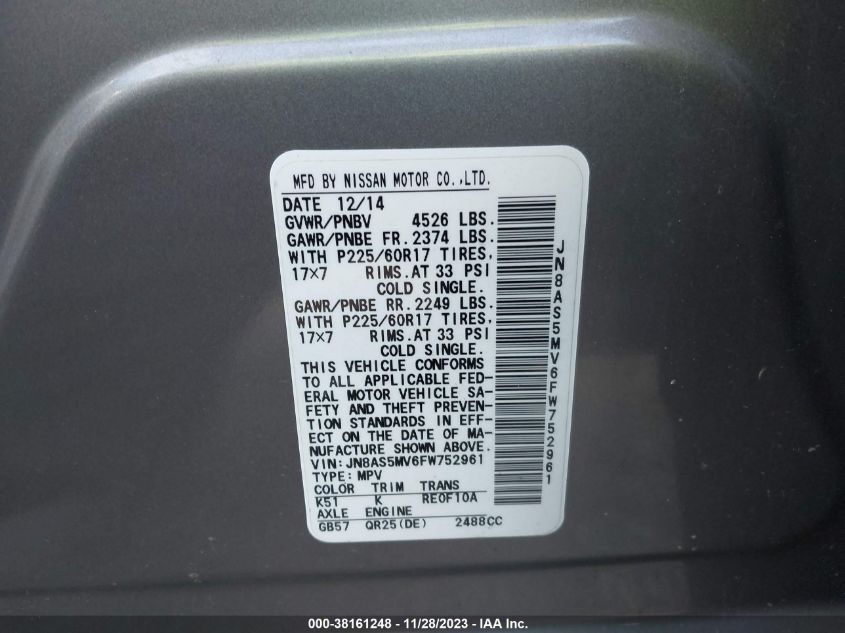 MFD BY NISSAN MOTOR CO.,LTD.
DATE 12/14
GVWR/PNBV 4526 LBS.
GAWR/PNBE FR. 2374 LBS.
WITH P225/60R17 TIRES,
17×7 RIMS.AT 33 PSI
COLD SINGLE.
GAWR/PNBE RR. 2249 LBS.
WITH P225/60R17 TIRES,
17×7 RIMS.AT 33 PSI
COLD SINGLE.
THIS VEHICLE CONFORMS
TO ALL APPLICABLE FED-
ERAL MOTOR VEHICLE SA-
FETY AND THEFT PREVEN-
TION STANDARDS IN EFF-
ECT ON THE DATE OF MA-
NUFACTURE SHOWN ABOVE.
VIN: JN8AS5MV6FW752961
TYPE: MPV
COLOR TRIM TRANS
K51 K RE0F10A
AXLE ENGINE
GB57 QR25(DE) 2488CC
JN8AS5MV6FW752961
000-38161248 - 11/28/2023 - IAA Inc.